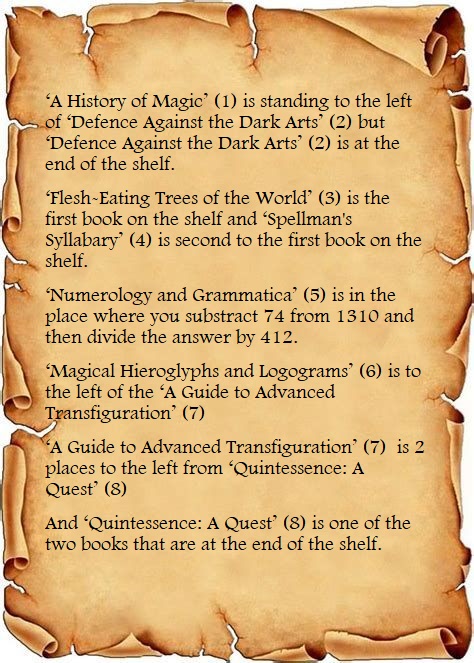 ‘A History of Magic’ (1) is standing to the left
of ‘Defence Against the Dark Arts’ (2) but
‘Defence Against the Dark Arts’ (2) is at the
end of the shelf.
‘Flesh-Eating Trees of the World’ (3) is the
first book on the shelf and ‘Spellman's
Syllabary’ (4) is second to the first book on the
shelf.
‘Numerology and Grammatica’ (5) is in the
place where you substract 74 from 1310 and
then divide the answer by 412.
‘Magical Hieroglyphs and Logograms’ (6) is to
the left of the ‘A Guide to Advanced
Transfiguration’ (7)
‘A Guide to Advanced Transfiguration’ (7) is 2
places to the left from ‘Quintessence: A
Quest’ (8)
And ‘Quintessence: A Quest’ (8) is one of the
two books that are at the end of the shelf.